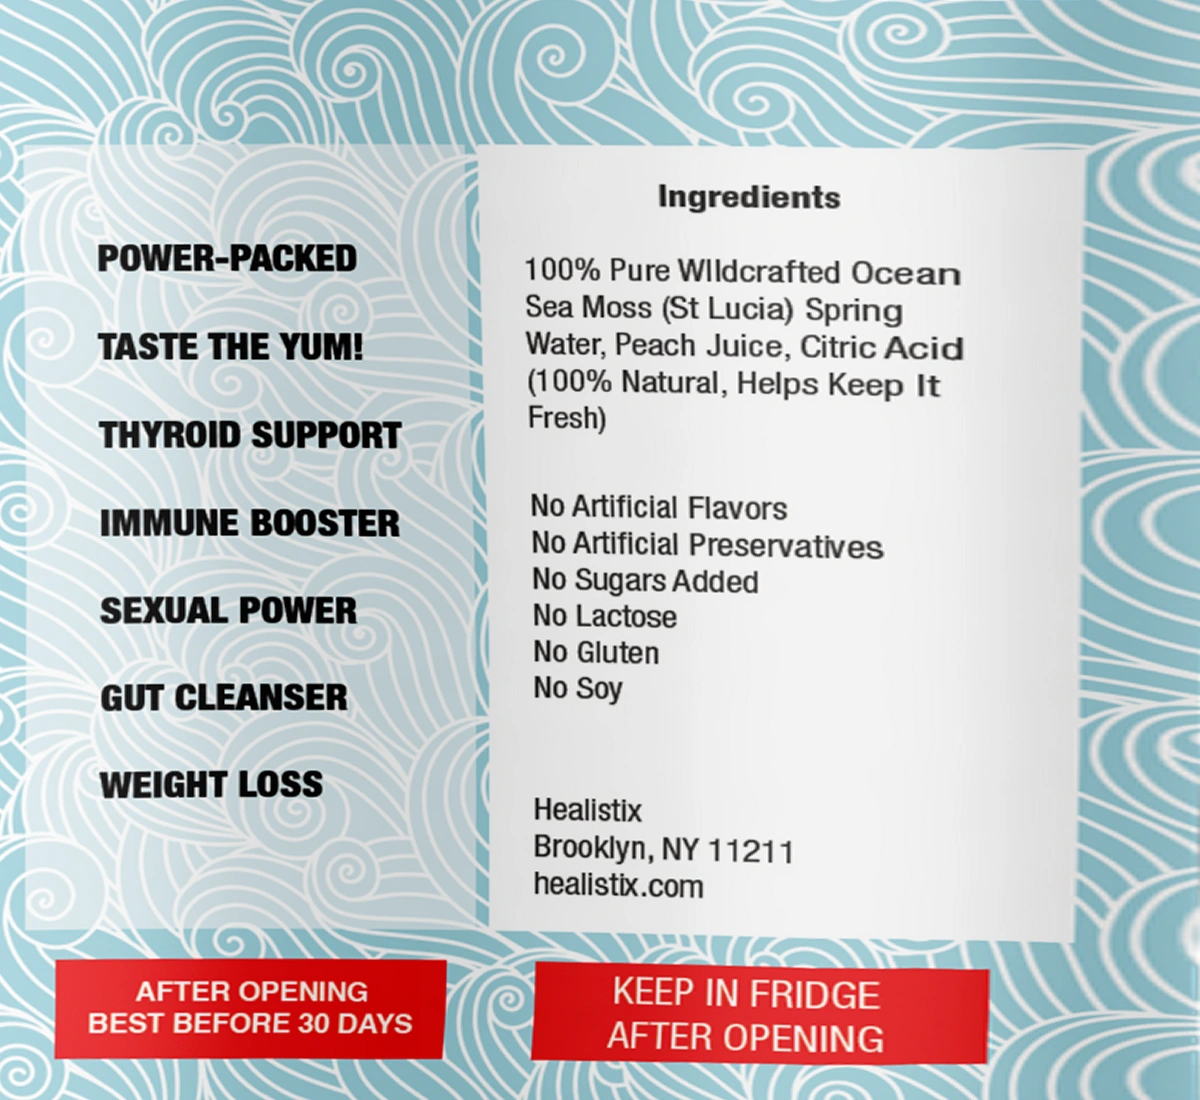 POWER-PACKED
TASTE THE YUM!
THYROID SUPPORT
IMMUNE BOOSTER
SEXUAL POWER
GUT CLEANSER
WEIGHT LOSS
AFTER OPENING
BEST BEFORE 30 DAYS
Ingredients
100% Pure WIldcrafted Ocean
Sea Moss (St Lucia) Spring
Water, Peach Juice, Citric Acid
(100% Natural, Helps Keep It
Fresh)
No Artificial Flavors
No Artificial Preservatives
No Sugars Added
No Lactose
No Gluten
No Soy
Healistix
Brooklyn, NY 11211
healistix.com
KEEP IN FRIDGE
AFTER OPENING